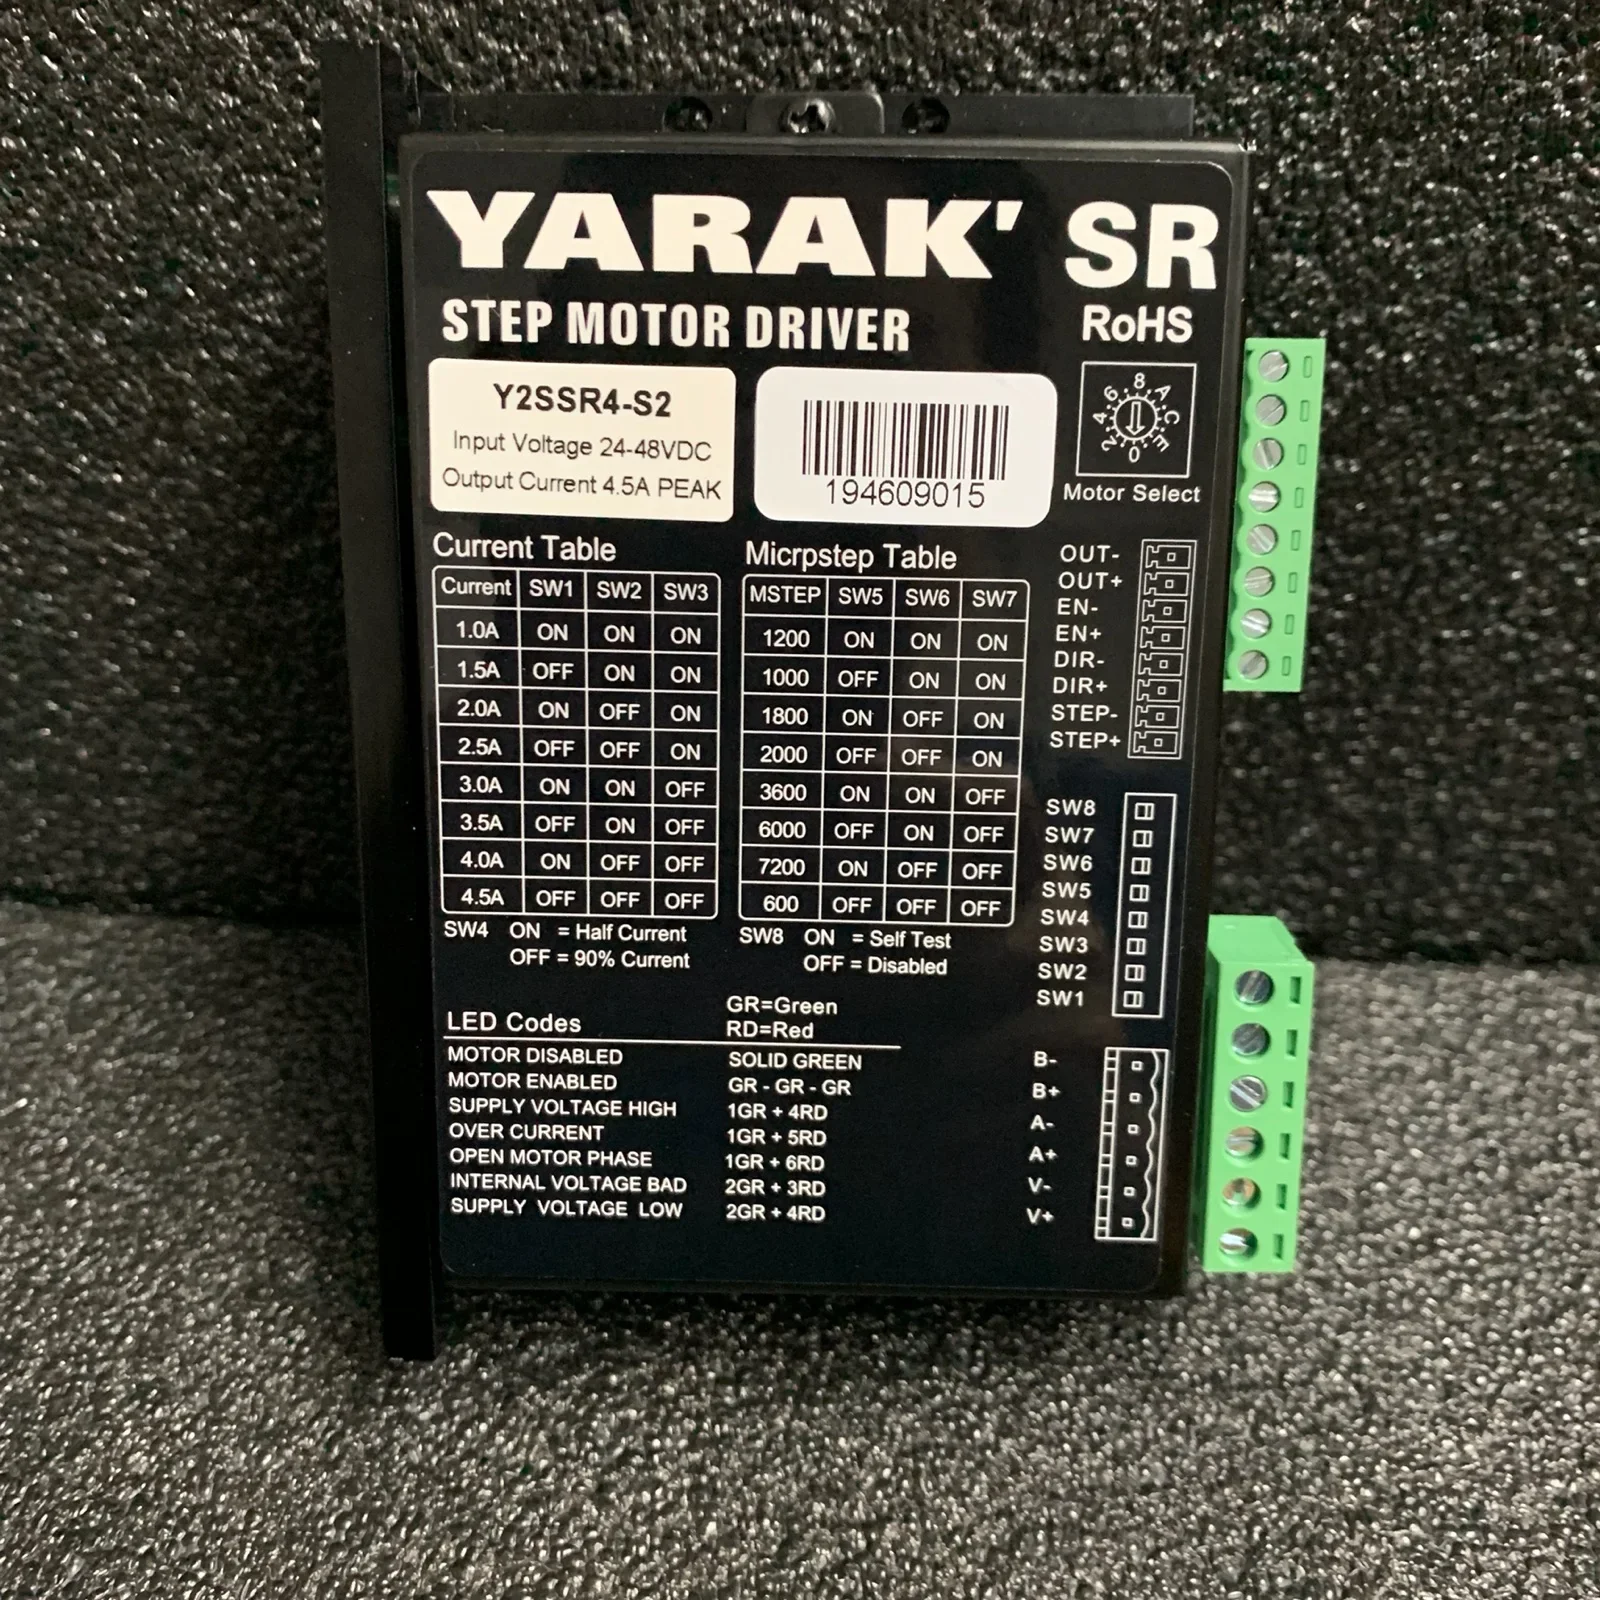 YARAK' SR
STEP MOTOR DRIVER
RoHS
Y2SSR4-S2
Input Voltage 24-48VDC
Output Current 4.5A PEAK
194609015
0 2 4 6 8 A C E
Motor Select
Current Table
Current SW1 SW2 SW3
1.0A ON ON ON
1.5A OFF ON ON
2.0A ON OFF ON
2.5A OFF OFF ON
3.0A ON ON OFF
3.5A OFF ON OFF
4.0A ON OFF OFF
4.5A OFF OFF OFF
SW4 ON = Half Current
OFF = 90% Current
Micrpstep Table
MSTEP SW5 SW6 SW7
1200 ON ON ON
1000 OFF ON ON
1800 ON OFF ON
2000 OFF OFF ON
3600 ON ON OFF
6000 OFF ON OFF
7200 ON OFF OFF
600 OFF OFF OFF
SW8 ON = Self Test
OFF = Disabled
OUT-
OUT+
EN-
EN+
DIR-
DIR+
STEP-
STEP+
SW8
SW7
SW6
SW5
SW4
SW3
SW2
SW1
GR=Green
LED Codes RD=Red
MOTOR DISABLED SOLID GREEN
MOTOR ENABLED GR - GR - GR
SUPPLY VOLTAGE HIGH 1GR + 4RD
OVER CURRENT 1GR + 5RD
OPEN MOTOR PHASE 1GR + 6RD
INTERNAL VOLTAGE BAD 2GR + 3RD
SUPPLY VOLTAGE LOW 2GR + 4RD
B-
B+
A-
A+
V-
V+